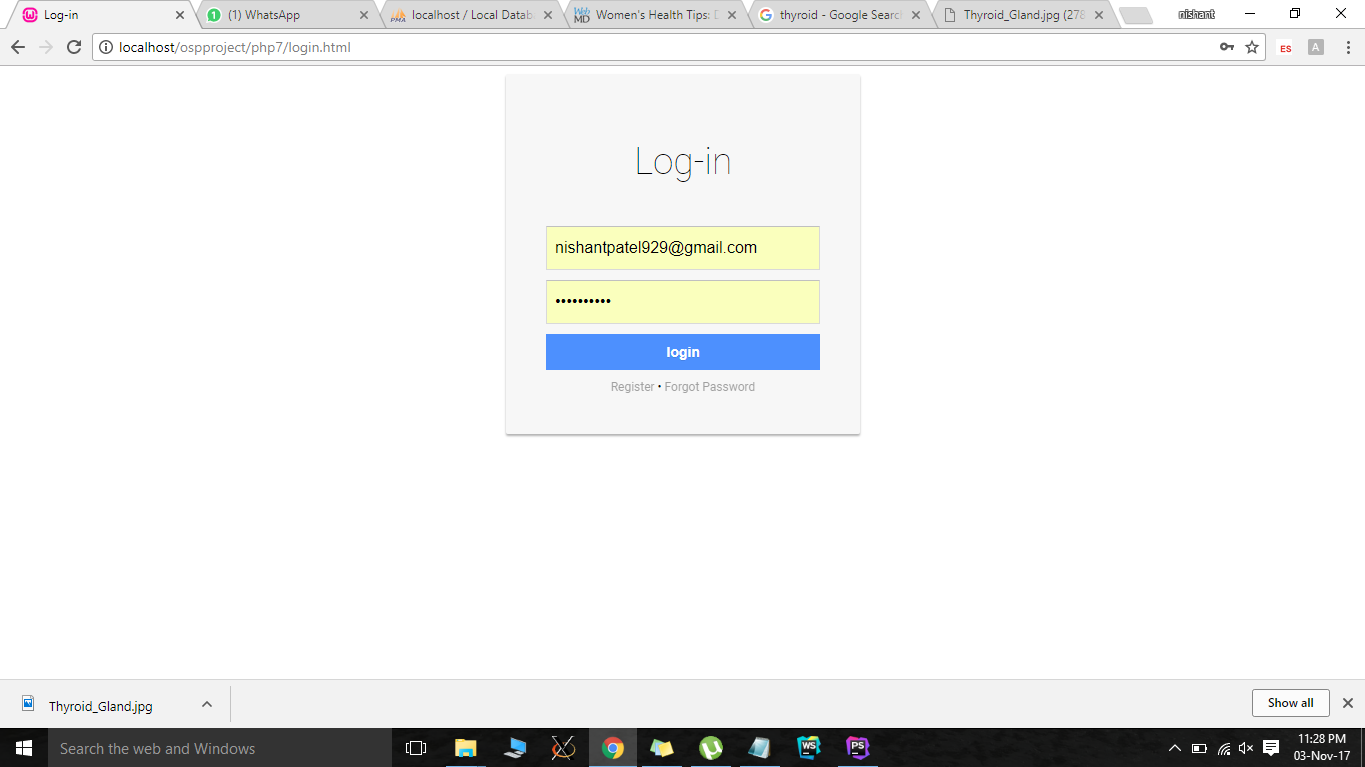 Log-in
(1) WhatsApp
localhost / Local Datab
Women's Health Tips: D
thyroid - Google Search
Thyroid_Gland.jpg (278
nishant
localhost/ospproject/php7/login.html
ES
A
Log-in
nishantpatel929@gmail.com
••••••••••
login
Register • Forgot Password
Thyroid_Gland.jpg
Show all
Search the web and Windows
WS
PS
11:28 PM
03-Nov-17